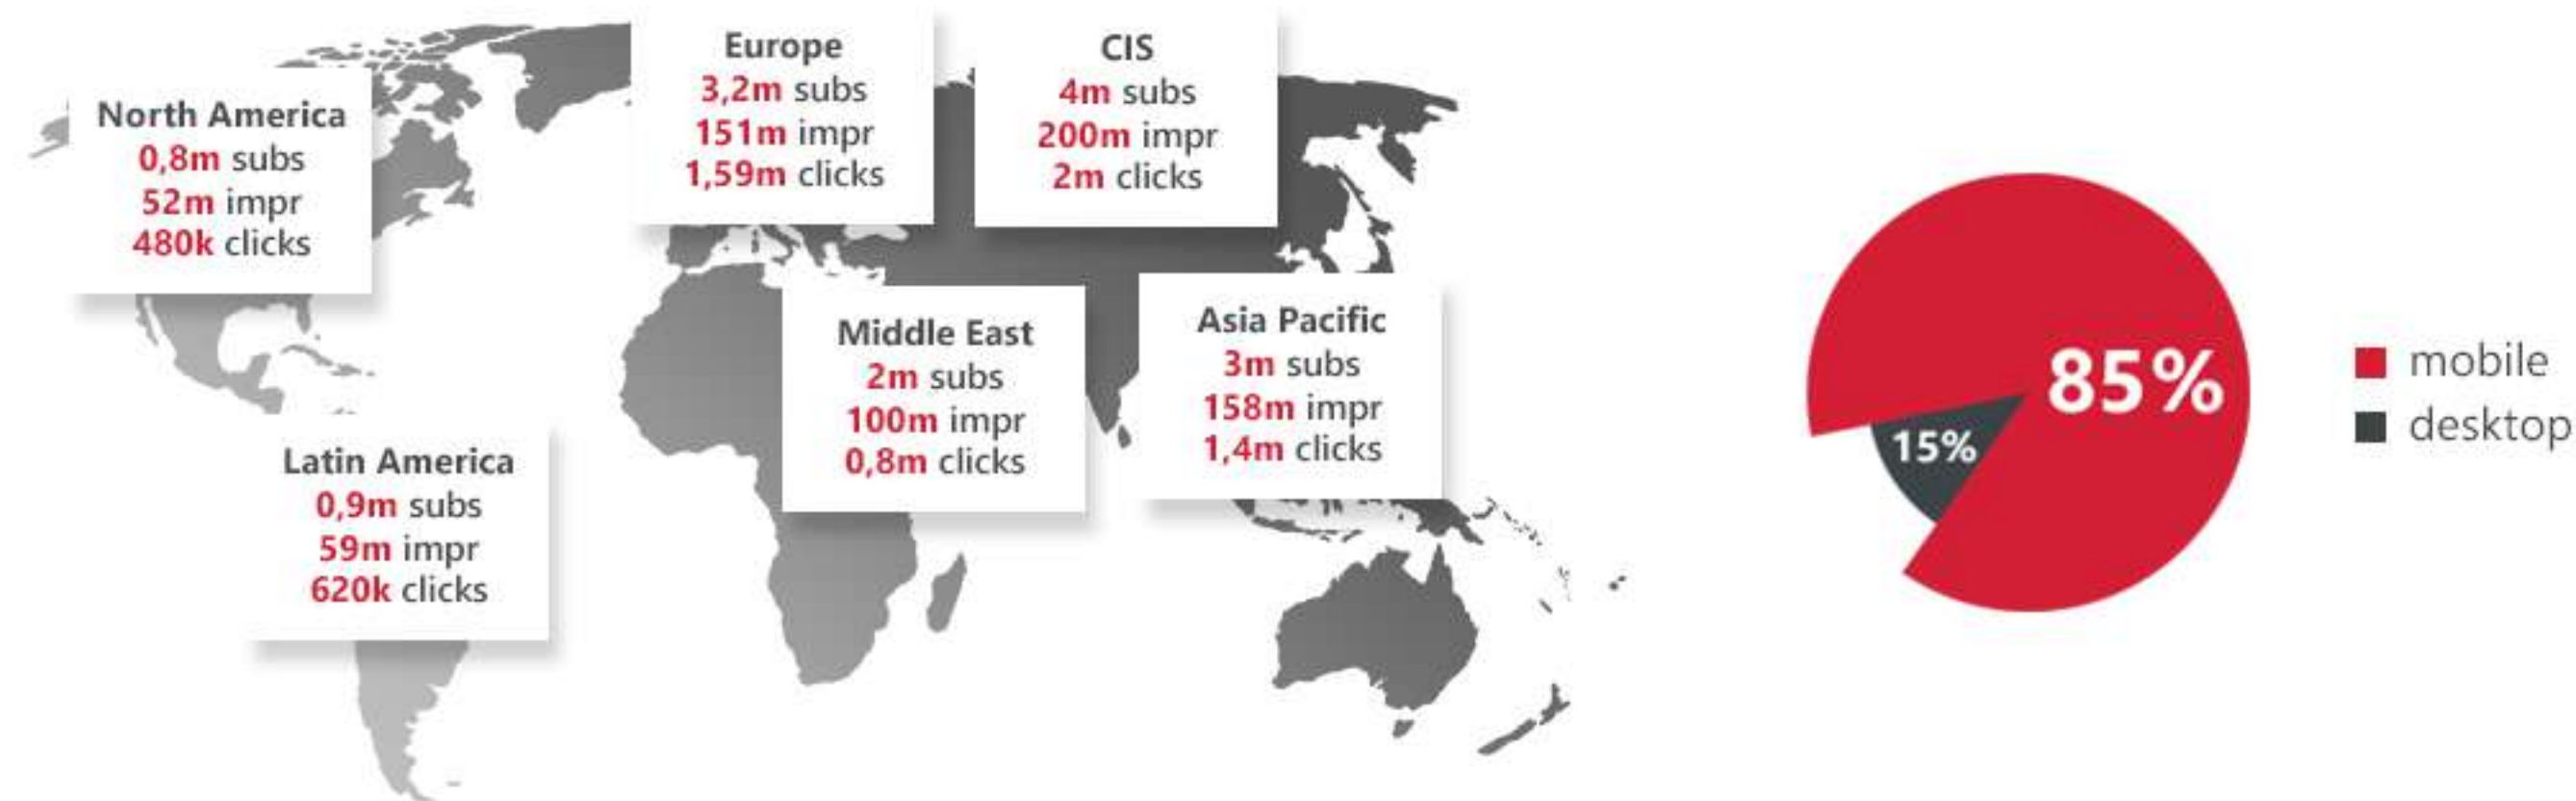 North America
0,8m subs
52m impr
480k clicks
Europe
3,2m subs
151m impr
1,59m clicks
CIS
4m subs
200m impr
2m clicks
Latin America
0,9m subs
59m impr
620k clicks
Middle East
2m subs
100m impr
0,8m clicks
Asia Pacific
3m subs
158m impr
1,4m clicks
85%
15%
mobile
desktop